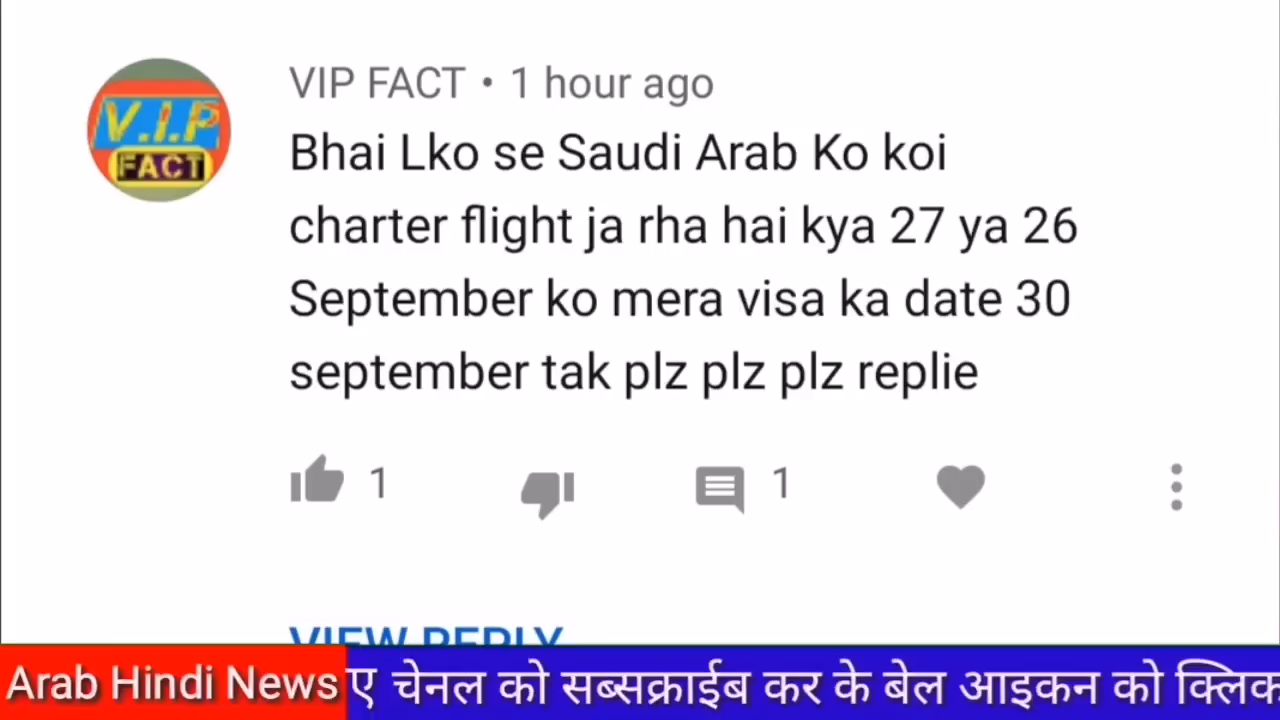 V.I.P
FACT
VIP FACT • 1 hour ago
Bhai Lko se Saudi Arab Ko koi
charter flight ja rha hai kya 27 ya 26
September ko mera visa ka date 30
september tak plz plz plz replie
1
1
VIEW REPLY
Arab Hindi News ए चेनल को सब्सक्राईब कर के बेल आइकन को क्लिक